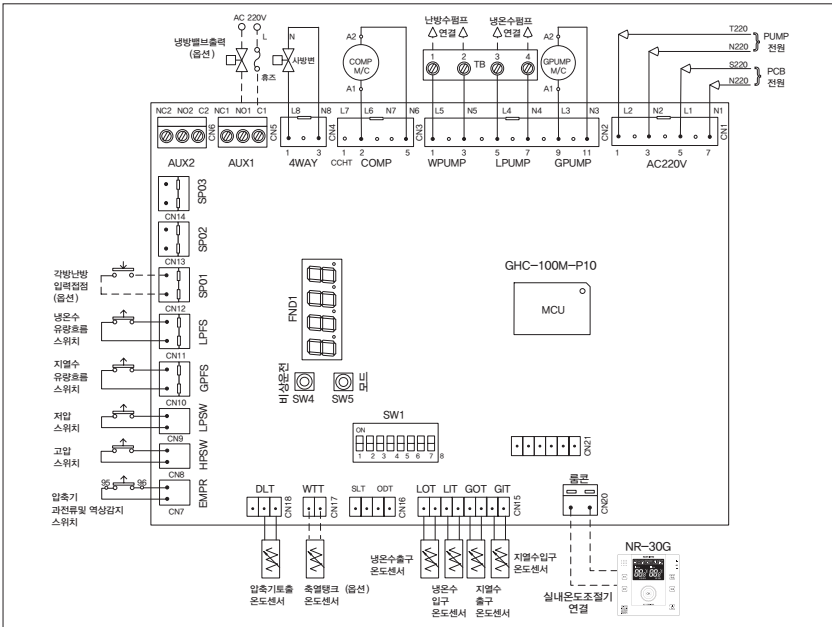 AC 220V
냉방밸브출력
(옵션)
L
휴즈
N
사방변
A2
COMP
M/C
A1
난방수펌프
연결
냉온수펌프
연결
1 2 3 4
TB
A2
GPUMP
M/C
A1
T220
N220
PUMP
전원
S220
N220
PCB
전원
NC2 NO2 C2
CN6
AUX2
NC1 NO1 C1
CN5
AUX1
L8 N8
CN4
1 3
4WAY
L7 L6 N7 N6
CN3
1 2 5
CCHT
COMP
L5 N5 L4 N4 L3 N3
CN2
1 3 5 7 9 11
WPUMP LPUMP GPUMP
L2 N2 L1 N1
CN1
1 3 5 7
AC220V
SP03
CN14
SP02
CN13
각방난방
입력접점
(옵션)
SP01
CN12
냉온수
유량흐름
스위치
LPFS
CN11
지열수
유량흐름
스위치
GPFS
CN10
저압
스위치
LPSW
CN9
고압
스위치
HPSW
CN8
95 96
압축기
과전류및 역상감지
스위치
EMPR
CN7
FND1
GHC-100M-P10
MCU
비상운전
SW4
SW5
SW1
ON
1 2 3 4 5 6 7 8
CN21
DLT
CN18
압축기토출
온도센서
WTT
CN17
축열탱크
온도센서
(옵션)
SLT ODT
CN16
LOT LIT GOT GIT
CN15
냉온수출구
온도센서
냉온수
입구
온도센서
지열수
출구
온도센서
지열수입구
온도센서
룸콘
CN20
NR-30G
실내온도조절기
연결